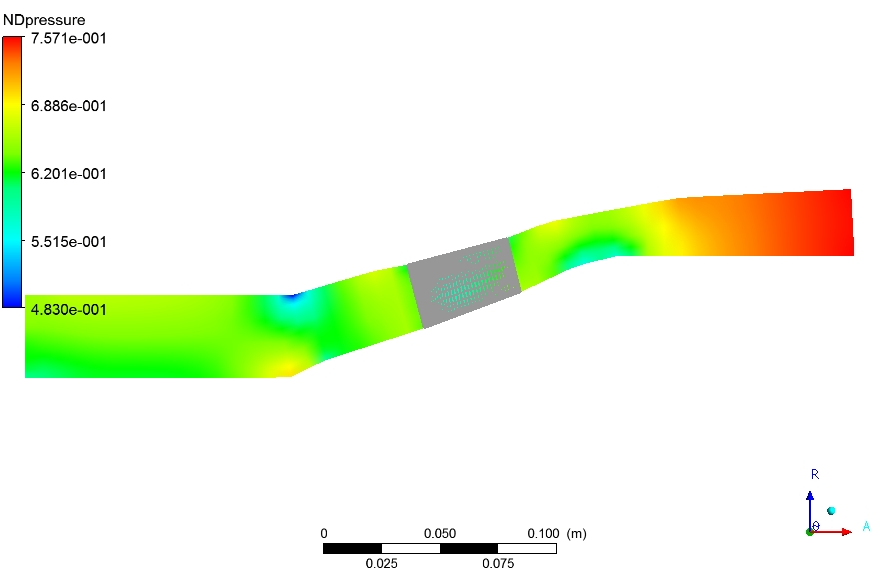 NDpressure
7.571e-001
6.886e-001
6.201e-001
5.515e-001
4.830e-001
R
θ
A
0 0.050 0.100 (m)
0.025 0.075